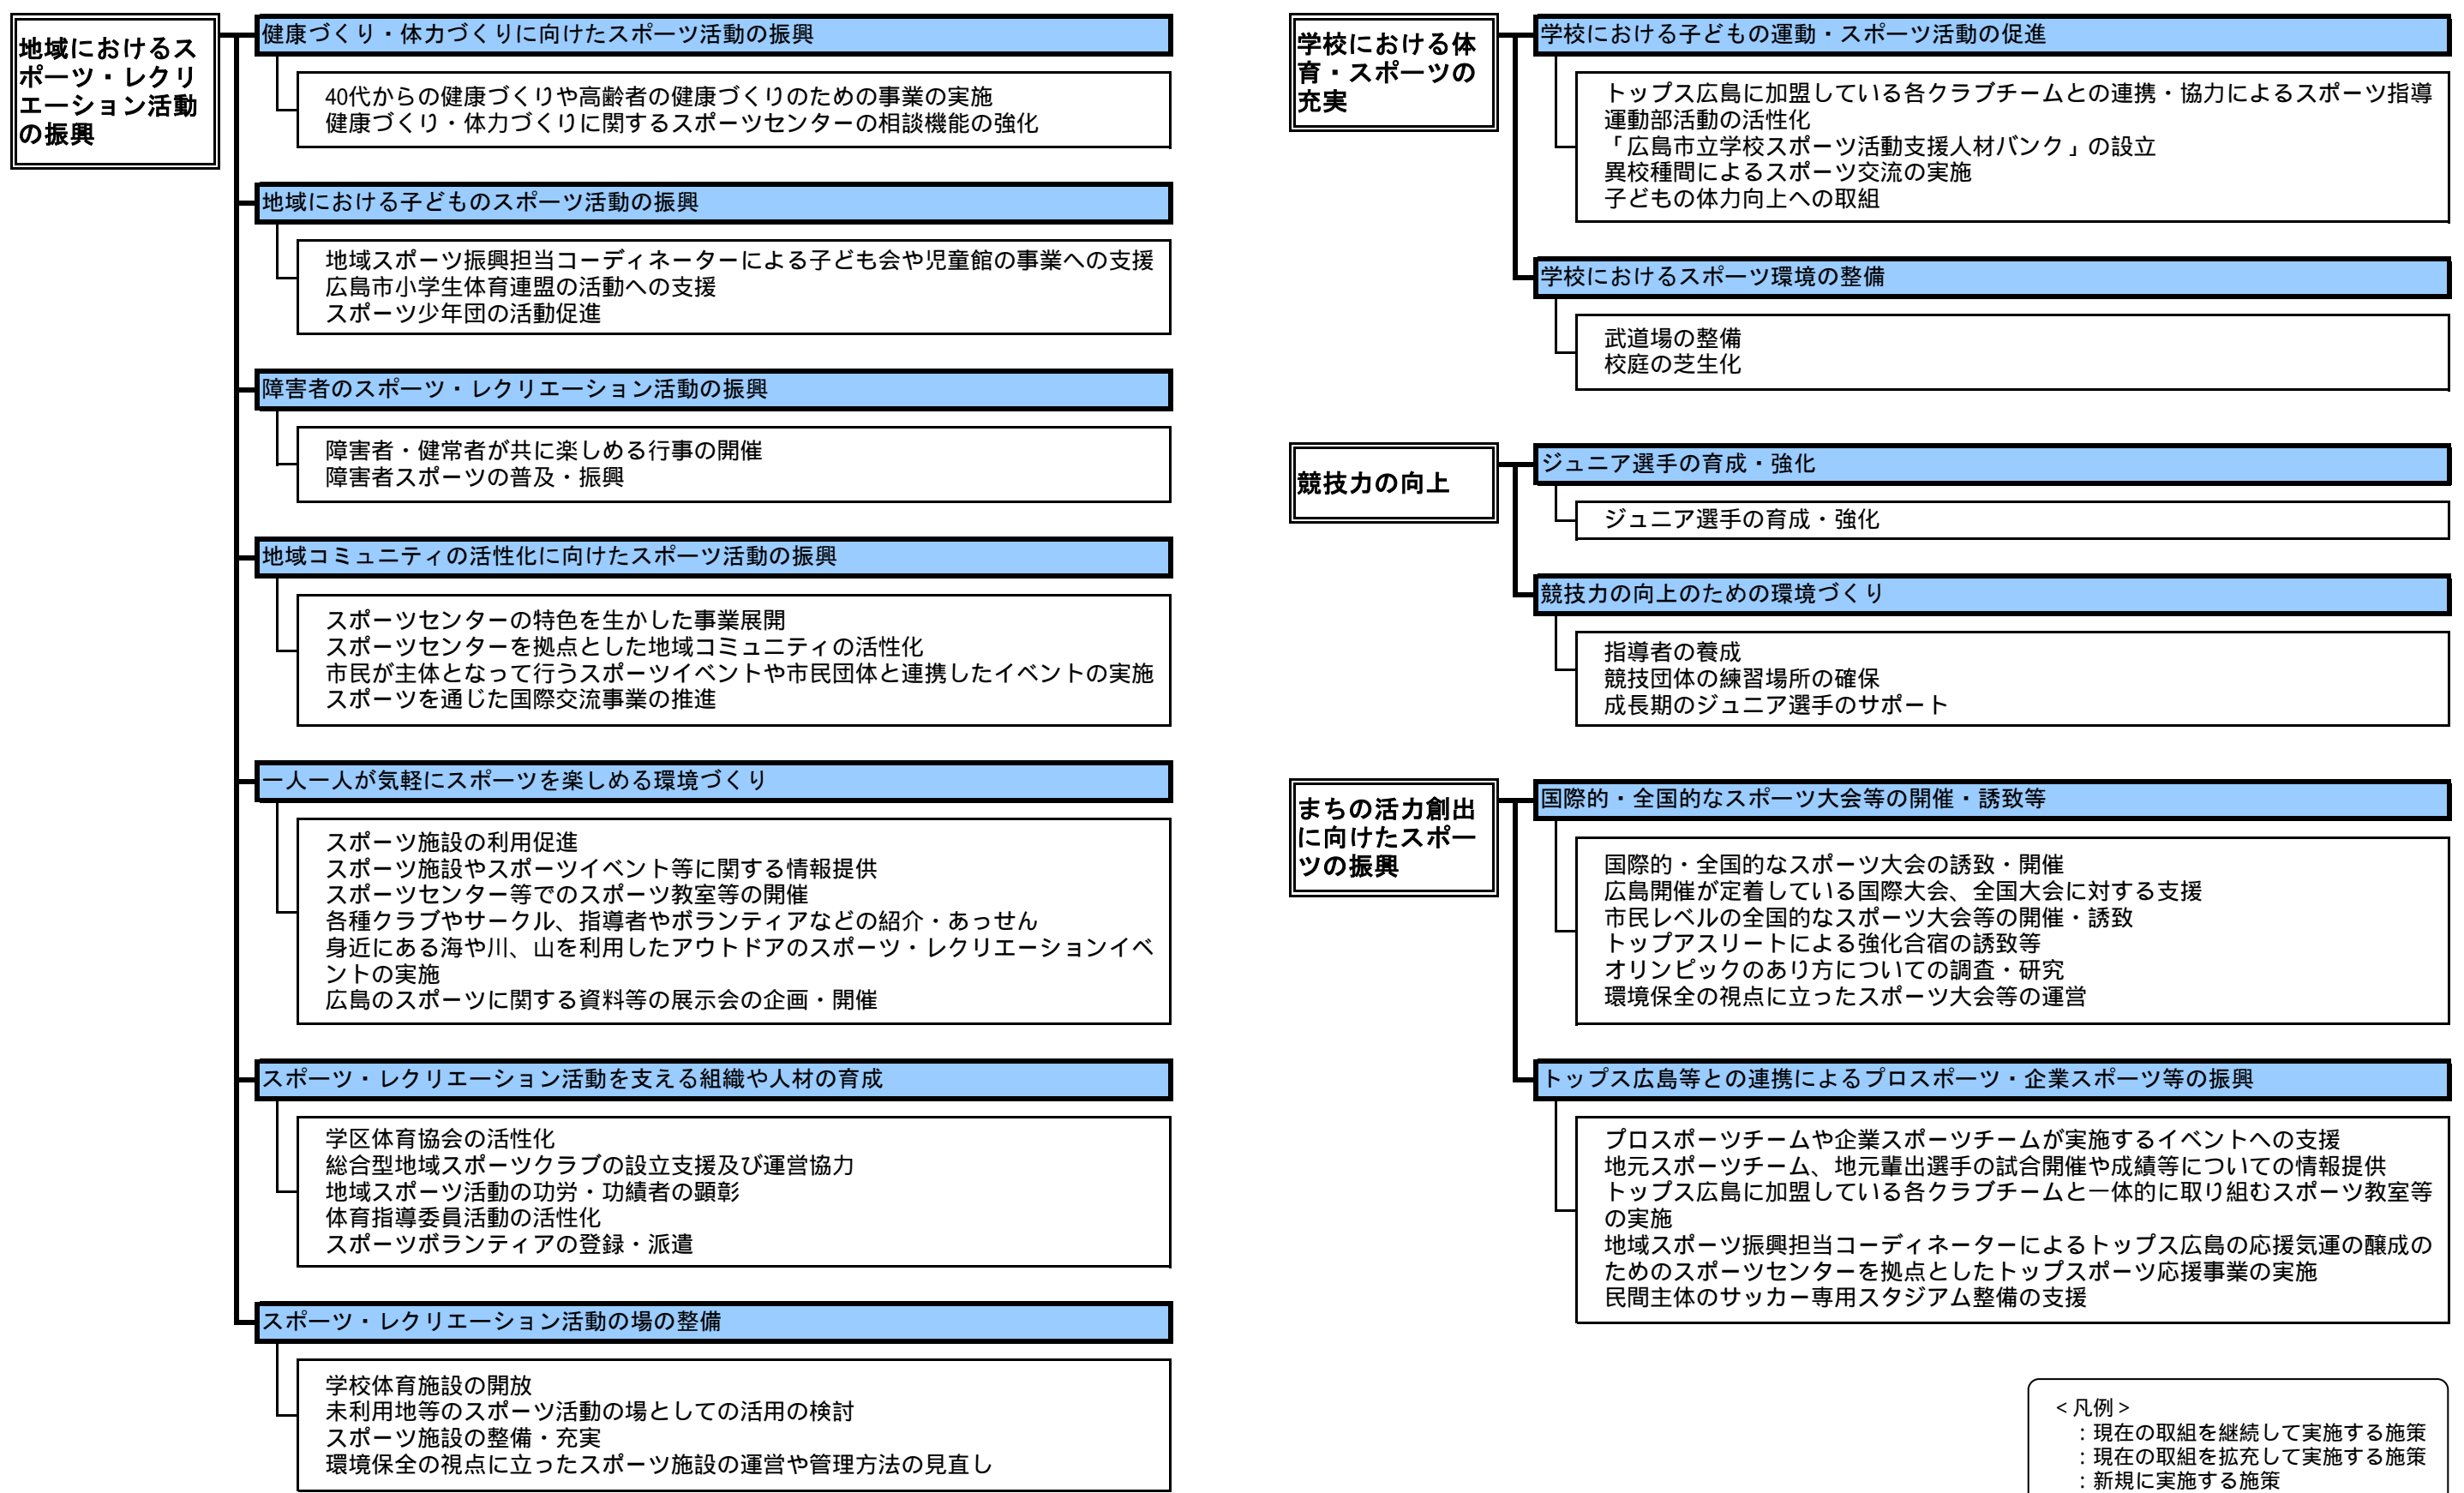 地域におけるス
ポーツ・レクリ
エーション活動
の振興
健康づくり・体力づくりに向けたスポーツ活動の振興
40代からの健康づくりや高齢者の健康づくりのための事業の実施
健康づくり・体力づくりに関するスポーツセンターの相談機能の強化
地域における子どものスポーツ活動の振興
地域スポーツ振興担当コーディネーターによる子ども会や児童館の事業への支援
広島市小学生体育連盟の活動への支援
スポーツ少年団の活動促進
障害者のスポーツ・レクリエーション活動の振興
障害者・健常者が共に楽しめる行事の開催
障害者スポーツの普及・振興
地域コミュニティの活性化に向けたスポーツ活動の振興
スポーツセンターの特色を生かした事業展開
スポーツセンターを拠点とした地域コミュニティの活性化
市民が主体となって行うスポーツイベントや市民団体と連携したイベントの実施
スポーツを通じた国際交流事業の推進
一人一人が気軽にスポーツを楽しめる環境づくり
スポーツ施設の利用促進
スポーツ施設やスポーツイベント等に関する情報提供
スポーツセンター等でのスポーツ教室等の開催
各種クラブやサークル、指導者やボランティアなどの紹介・あっせん
身近にある海や川、山を利用したアウトドアのスポーツ・レクリエーションイベ
ントの実施
広島のスポーツに関する資料等の展示会の企画・開催
スポーツ・レクリエーション活動を支える組織や人材の育成
学区体育協会の活性化
総合型地域スポーツクラブの設立支援及び運営協力
地域スポーツ活動の功労・功績者の顕彰
体育指導委員活動の活性化
スポーツボランティアの登録・派遣
スポーツ・レクリエーション活動の場の整備
学校体育施設の開放
未利用地等のスポーツ活動の場としての活用の検討
スポーツ施設の整備・充実
環境保全の視点に立ったスポーツ施設の運営や管理方法の見直し
学校における体
育・スポーツの
充実
学校における子どもの運動・スポーツ活動の促進
トップス広島に加盟している各クラブチームとの連携・協力によるスポーツ指導
運動部活動の活性化
「広島市立学校スポーツ活動支援人材バンク」の設立
異校種間によるスポーツ交流の実施
子どもの体力向上への取組
学校におけるスポーツ環境の整備
武道場の整備
校庭の芝生化
競技力の向上
ジュニア選手の育成・強化
ジュニア選手の育成・強化
競技力の向上のための環境づくり
指導者の養成
競技団体の練習場所の確保
成長期のジュニア選手のサポート
まちの活力創出
に向けたスポー
ツの振興
国際的・全国的なスポーツ大会等の開催・誘致等
国際的・全国的なスポーツ大会の誘致・開催
広島開催が定着している国際大会、全国大会に対する支援
市民レベルの全国的なスポーツ大会等の開催・誘致
トップアスリートによる強化合宿の誘致等
オリンピックのあり方についての調査・研究
環境保全の視点に立ったスポーツ大会等の運営
トップス広島等との連携によるプロスポーツ・企業スポーツ等の振興
プロスポーツチームや企業スポーツチームが実施するイベントへの支援
地元スポーツチーム、地元輩出選手の試合開催や成績等についての情報提供
トップス広島に加盟している各クラブチームと一体的に取り組むスポーツ教室等
の実施
地域スポーツ振興担当コーディネーターによるトップス広島の応援気運の醸成の
ためのスポーツセンターを拠点としたトップスポーツ応援事業の実施
民間主体のサッカー専用スタジアム整備の支援
<凡例>
:現在の取組を継続して実施する施策
:現在の取組を拡充して実施する施策
:新規に実施する施策